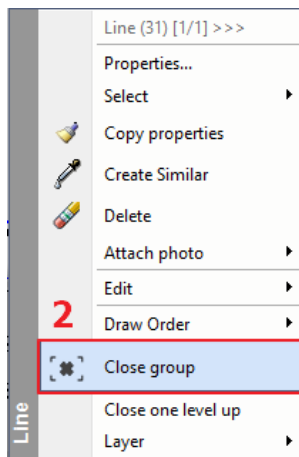 Line (31) [1/1] >>>
Properties...
Select
Copy properties
Create Similar
Delete
Attach photo
Edit
2
Draw Order
Close group
Close one level up
Layer
Line